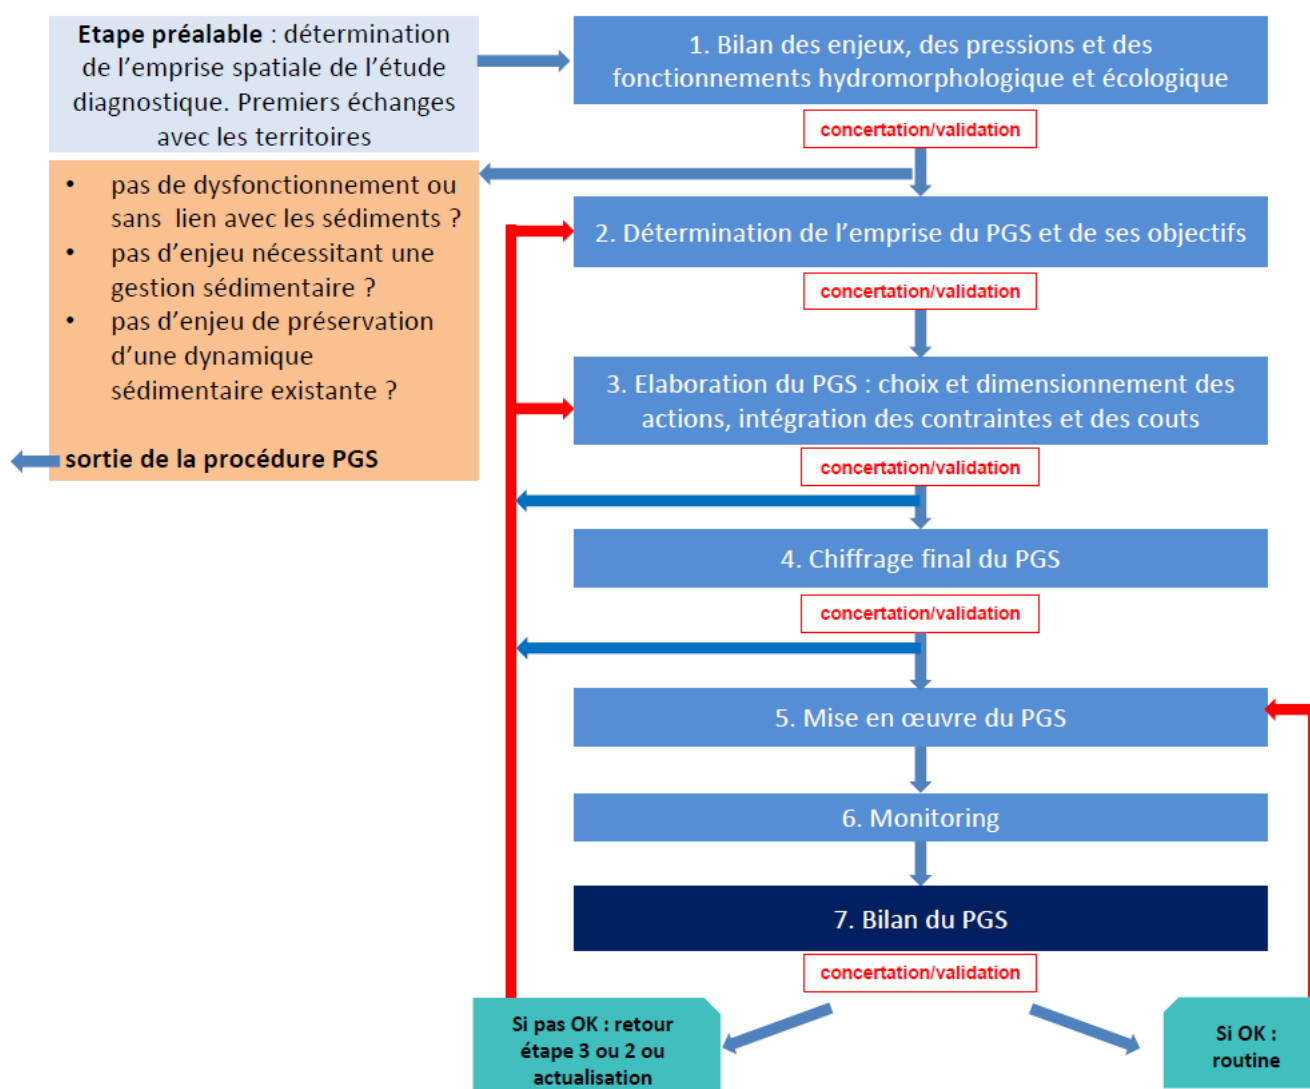 Etape préalable : détermination
de l’emprise spatiale de l’étude
diagnostique. Premiers échanges
avec les territoires
1. Bilan des enjeux, des pressions et des
fonctionnements hydromorphologique et écologique
concertation/validation
• pas de dysfonctionnement ou
sans lien avec les sédiments ?
• pas d’enjeu nécessitant une
gestion sédimentaire ?
• pas d’enjeu de préservation
d’une dynamique
sédimentaire existante ?
sortie de la procédure PGS
2. Détermination de l’emprise du PGS et de ses objectifs
concertation/validation
3. Elaboration du PGS : choix et dimensionnement des
actions, intégration des contraintes et des couts
concertation/validation
4. Chiffrage final du PGS
concertation/validation
5. Mise en œuvre du PGS
6. Monitoring
7. Bilan du PGS
concertation/validation
Si pas OK : retour
étape 3 ou 2 ou
actualisation
Si OK :
routine